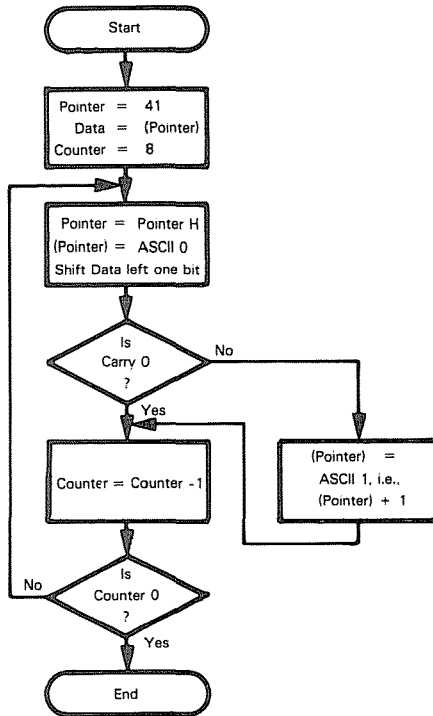 Start
Pointer = 41
Data = (Pointer)
Counter = 8
Pointer = Pointer H
(Pointer) = ASCII 0
Shift Data left one bit
Is
Carry 0
?
No
Yes
(Pointer) =
ASCII 1, i.e.,
(Pointer) + 1
Counter = Counter -1
Is
Counter 0
?
No
Yes
End